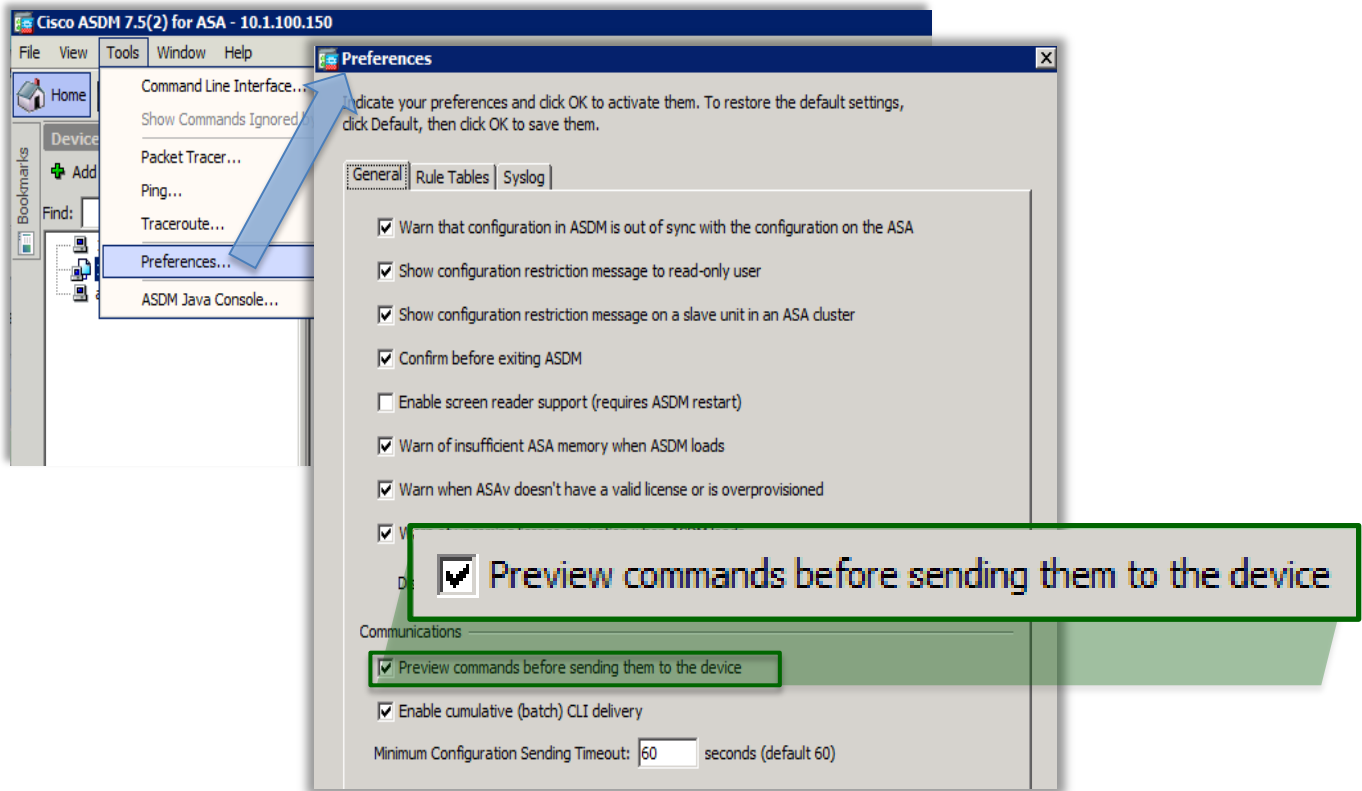 Cisco ASDM 7.5(2) for ASA - 10.1.100.150
File View Tools Window Help
Home
Device
Add
Bookmarks
Find:
Command Line Interface...
Show Commands Ignored
Packet Tracer...
Ping...
Traceroute...
Preferences...
ASDM Java Console...
Preferences
Indicate your preferences and click OK to activate them. To restore the default settings,
click Default, then click OK to save them.
General Rule Tables Syslog
Warn that configuration in ASDM is out of sync with the configuration on the ASA
Show configuration restriction message to read-only user
Show configuration restriction message on a slave unit in an ASA cluster
Confirm before exiting ASDM
Enable screen reader support (requires ASDM restart)
Warn of insufficient ASA memory when ASDM loads
Warn when ASAv doesn't have a valid license or is overprovisioned
Preview commands before sending them to the device
Communications
Preview commands before sending them to the device
Enable cumulative (batch) CLI delivery
Minimum Configuration Sending Timeout: 60 seconds (default 60)